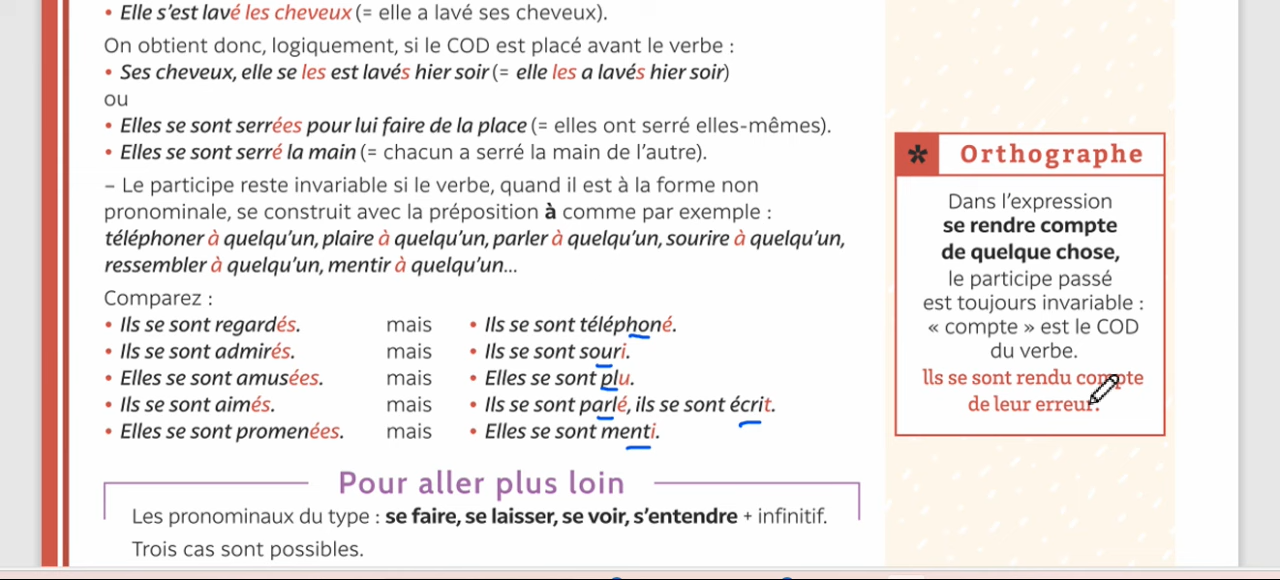 • Elle s’est lavé les cheveux (= elle a lavé ses cheveux).
On obtient donc, logiquement, si le COD est placé avant le verbe :
• Ses cheveux, elle se les est lavés hier soir (= elle les a lavés hier soir)
ou
• Elles se sont serrées pour lui faire de la place (= elles ont serré elles-mêmes).
• Elles se sont serré la main (= chacun a serré la main de l’autre).
– Le participe reste invariable si le verbe, quand il est à la forme non
pronominale, se construit avec la préposition à comme par exemple :
téléphoner à quelqu’un, plaire à quelqu’un, parler à quelqu’un, sourire à quelqu’un,
ressembler à quelqu’un, mentir à quelqu’un...
Comparez :
• Ils se sont regardés. mais • Ils se sont téléphoné.
• Ils se sont admirés. mais • Ils se sont souri.
• Elles se sont amusées. mais • Elles se sont plu.
• Ils se sont aimés. mais • Ils se sont parlé, ils se sont écrit.
• Elles se sont promenées. mais • Elles se sont menti.
Pour aller plus loin
Les pronominaux du type : se faire, se laisser, se voir, s’entendre + infinitif.
Trois cas sont possibles.
* Orthographe
Dans l’expression
se rendre compte
de quelque chose,
le participe passé
est toujours invariable :
« compte » est le COD
du verbe.
Ils se sont rendu compte
de leur erreur.